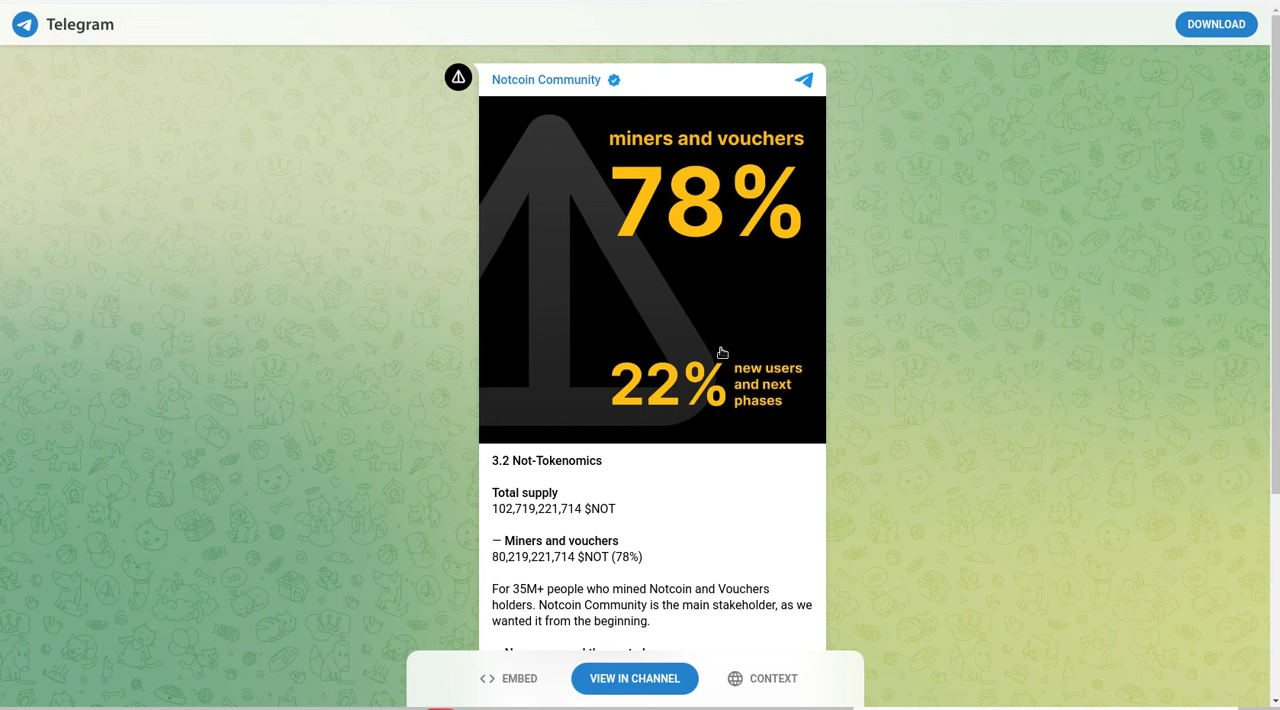 Telegram
DOWNLOAD
Notcoin Community
miners and vouchers
78%
22%
new users
and next
phases
3.2 Not-Tokenomics
Total supply
102,719,221,714 $NOT
— Miners and vouchers
80,219,221,714 $NOT (78%)
For 35M+ people who mined Notcoin and Vouchers
holders. Notcoin Community is the main stakeholder, as we
wanted it from the beginning.
EMBED
VIEW IN CHANNEL
CONTEXT